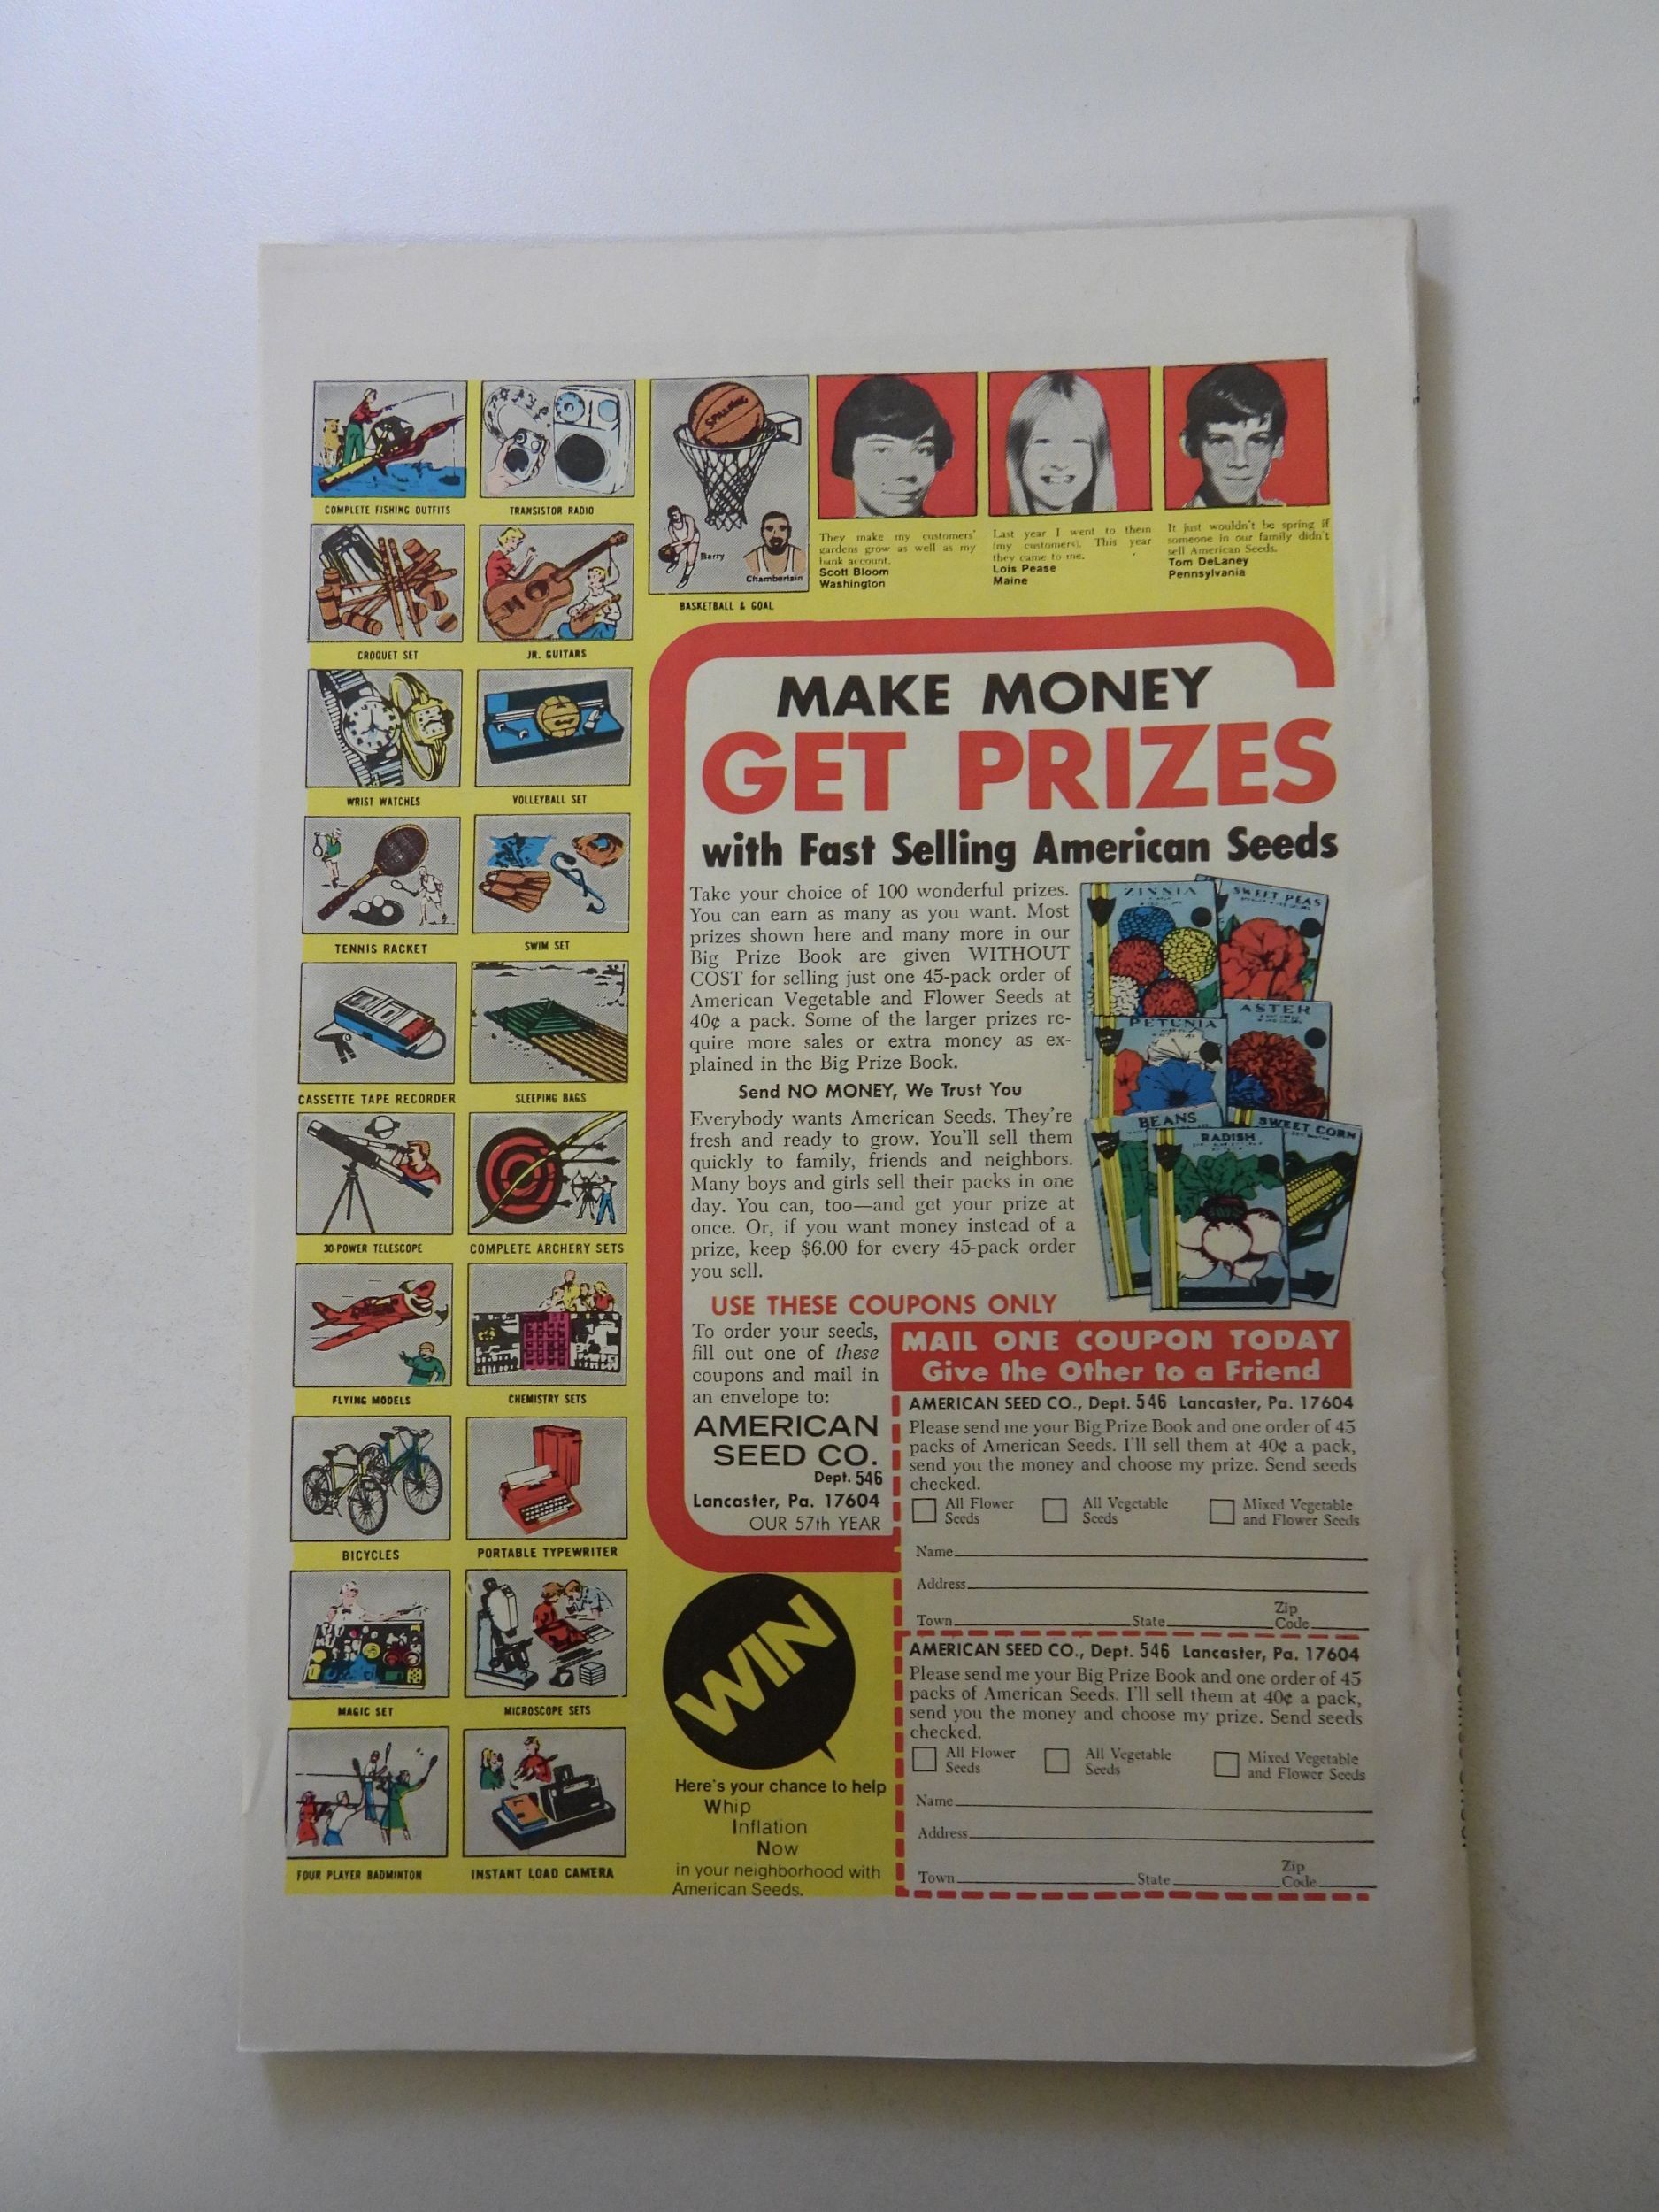 COMPLETE FISHING OUTFITS
TRANSISTOR RADIO
CROQUET SET
JR. GUITARS
WRIST WATCHES
VOLLEYBALL SET
TENNIS RACKET
SWIM SET
CASSETTE TAPE RECORDER
SLEEPING BAGS
30 POWER TELESCOPE
COMPLETE ARCHERY SETS
FLYING MODELS
CHEMISTRY SETS
BICYCLES
PORTABLE TYPEWRITER
MAGIC SET
MICROSCOPE SETS
FOUR PLAYER BADMINTON
INSTANT LOAD CAMERA
SPALDING
Barry
Chamberlain
BASKETBALL & GOAL
They make my customers'
gardens grow as well as my
bank account.
Scott Bloom
Washington
Last year I went to them
(my customers). This year
they came to me.
Lois Pease
Maine
It just wouldn't be spring if
someone in our family didn't
sell American Seeds.
Tom DeLaney
Pennsylvania
MAKE MONEY
GET PRIZES
with Fast Selling American Seeds
Take your choice of 100 wonderful prizes.
You can earn as many as you want. Most
prizes shown here and many more in our
Big Prize Book are given WITHOUT
COST for selling just one 45-pack order of
American Vegetable and Flower Seeds at
40¢ a pack. Some of the larger prizes re-
quire more sales or extra money as ex-
plained in the Big Prize Book.
Send NO MONEY, We Trust You
Everybody wants American Seeds. They're
fresh and ready to grow. You'll sell them
quickly to family, friends and neighbors.
Many boys and girls sell their packs in one
day. You can, too—and get your prize at
once. Or, if you want money instead of a
prize, keep $6.00 for every 45-pack order
you sell.
ZINNIA
SWEET PEAS
PETUNIA
ASTER
BEANS
RADISH
SWEET CORN
USE THESE COUPONS ONLY
To order your seeds,
fill out one of these
coupons and mail in
an envelope to:
AMERICAN
SEED CO.
Dept. 546
Lancaster, Pa. 17604
OUR 57th YEAR
MAIL ONE COUPON TODAY
Give the Other to a Friend
AMERICAN SEED CO., Dept. 546 Lancaster, Pa. 17604
Please send me your Big Prize Book and one order of 45
packs of American Seeds. I'll sell them at 40¢ a pack,
send you the money and choose my prize. Send seeds
checked.
All Flower Seeds
All Vegetable Seeds
Mixed Vegetable and Flower Seeds
Name
Address
Town State Zip Code
AMERICAN SEED CO., Dept. 546 Lancaster, Pa. 17604
Please send me your Big Prize Book and one order of 45
packs of American Seeds. I'll sell them at 40¢ a pack,
send you the money and choose my prize. Send seeds
checked.
All Flower Seeds
All Vegetable Seeds
Mixed Vegetable and Flower Seeds
Name
Address
Town State Zip Code
WIN
Here's your chance to help
Whip
Inflation
Now
in your neighborhood with
American Seeds.